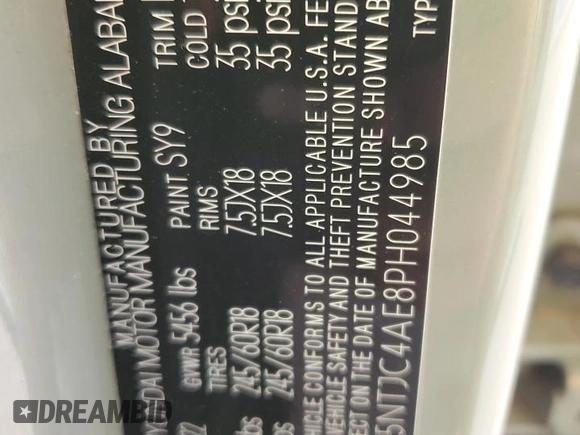 MANUFACTURED BY
DAI MOTOR MANUFACTURING ALABA
GVWR 5456 lbs PAINT SY9 TRIM
TIRES RIMS COLD
245/60R18 7.5JX18 35 psi
245/60R18 7.5JX18 35 psi
VEHICLE CONFORMS TO ALL APPLICABLE U.S.A. FE
VEHICLE SAFETY AND THEFT PREVENTION STAND
ON THE DATE OF MANUFACTURE SHOWN AB
5NTJC4AE8PH044985 TYP
DREAMBID